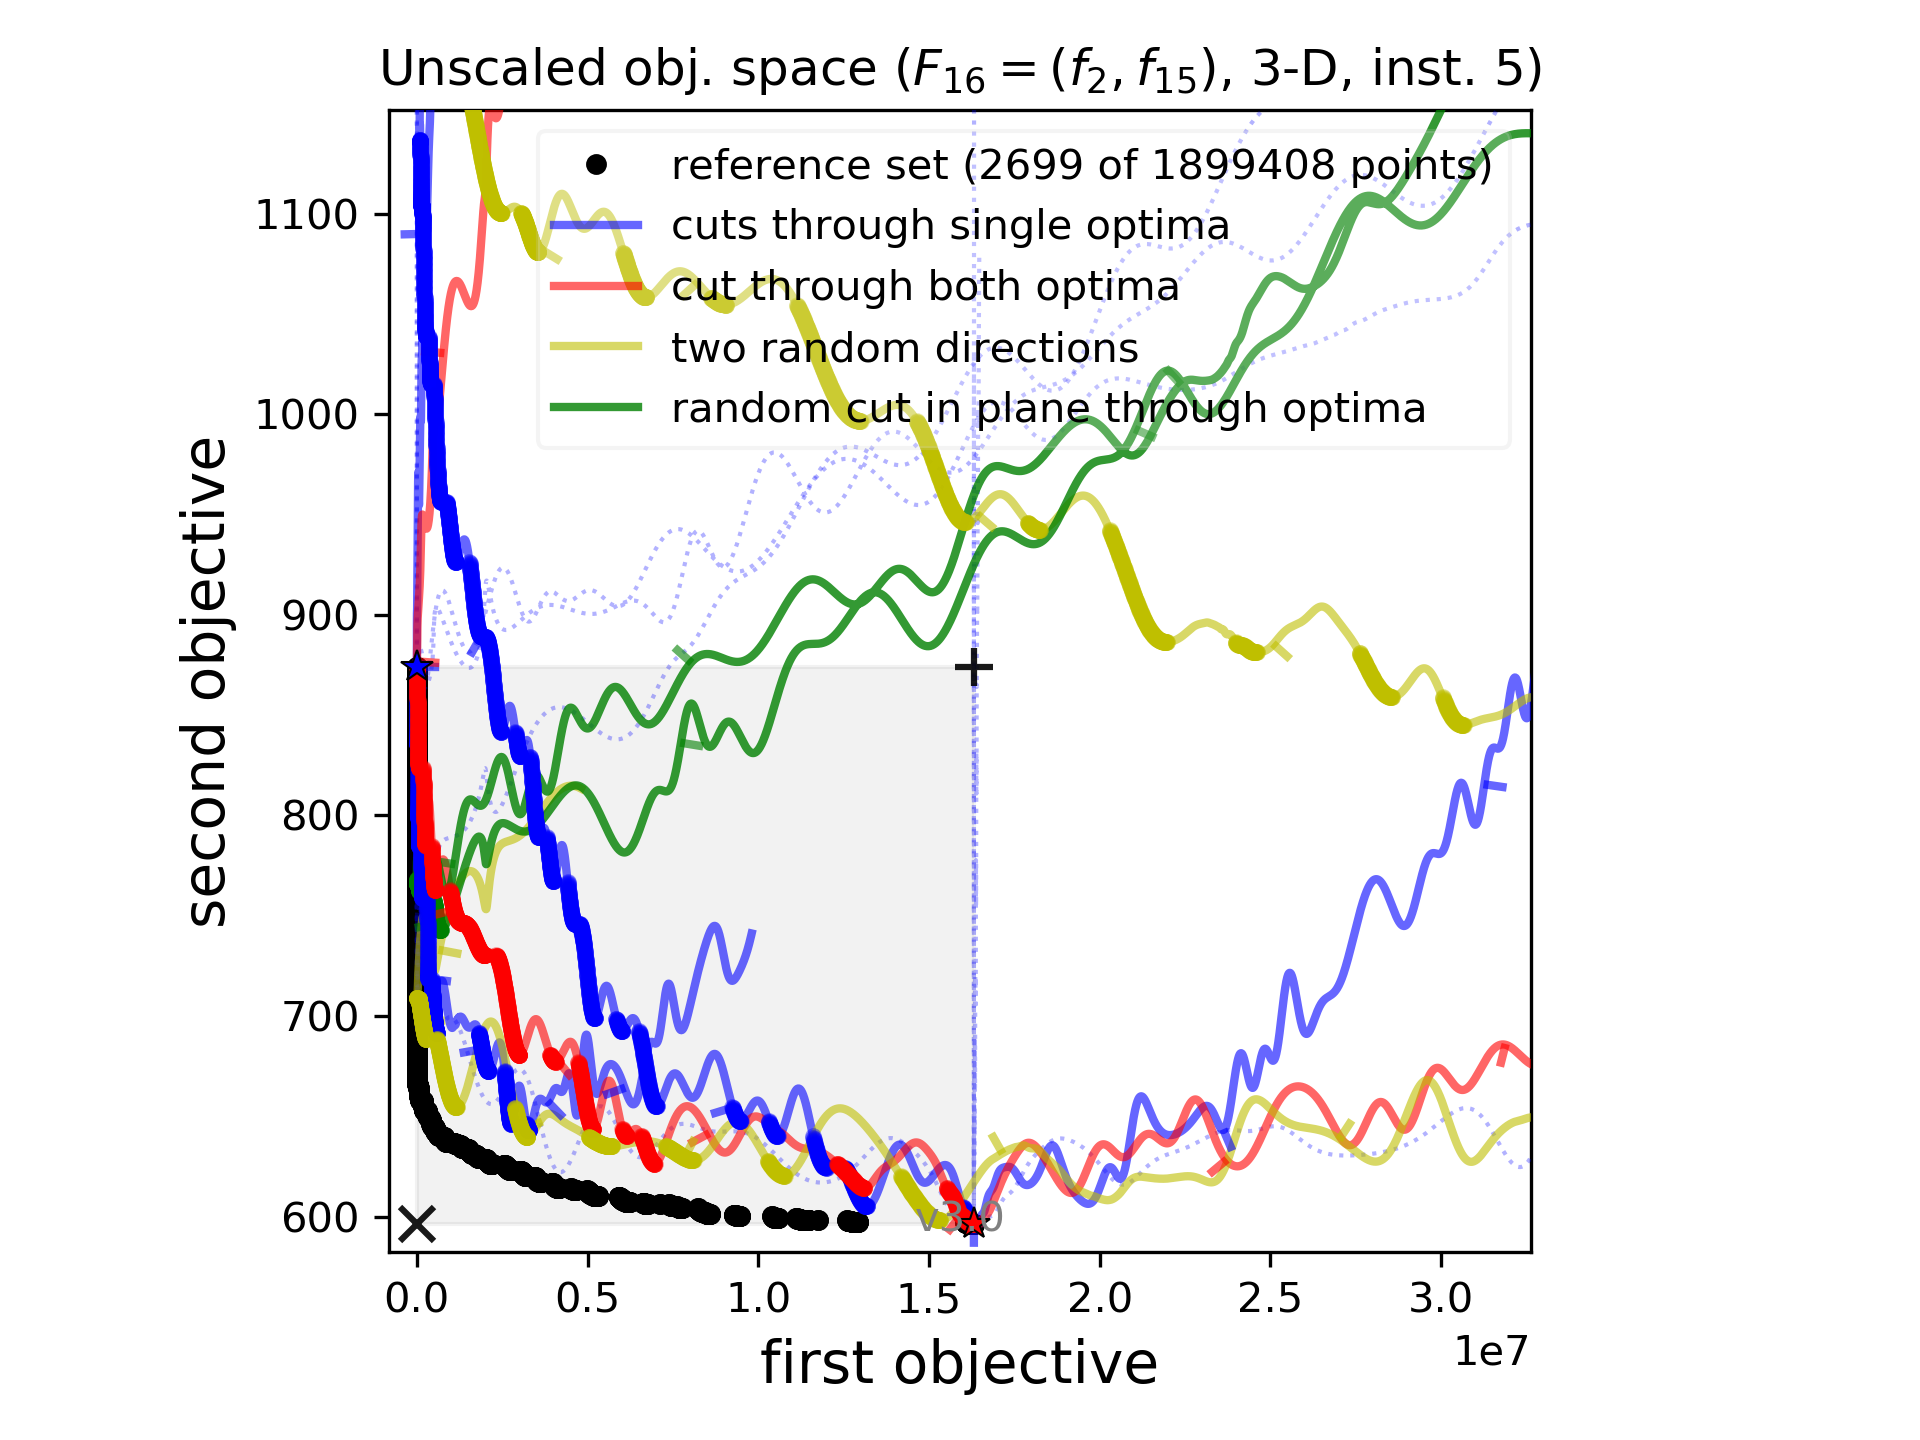 Unscaled obj. space (F16 = (f2, f15), 3-D, inst. 5)
reference set (2699 of 1899408 points)
cuts through single optima
cut through both optima
two random directions
random cut in plane through optima
second objective
1100
1000
900
800
700
600
v3.0
0.0 0.5 1.0 1.5 2.0 2.5 3.0
1e7
first objective